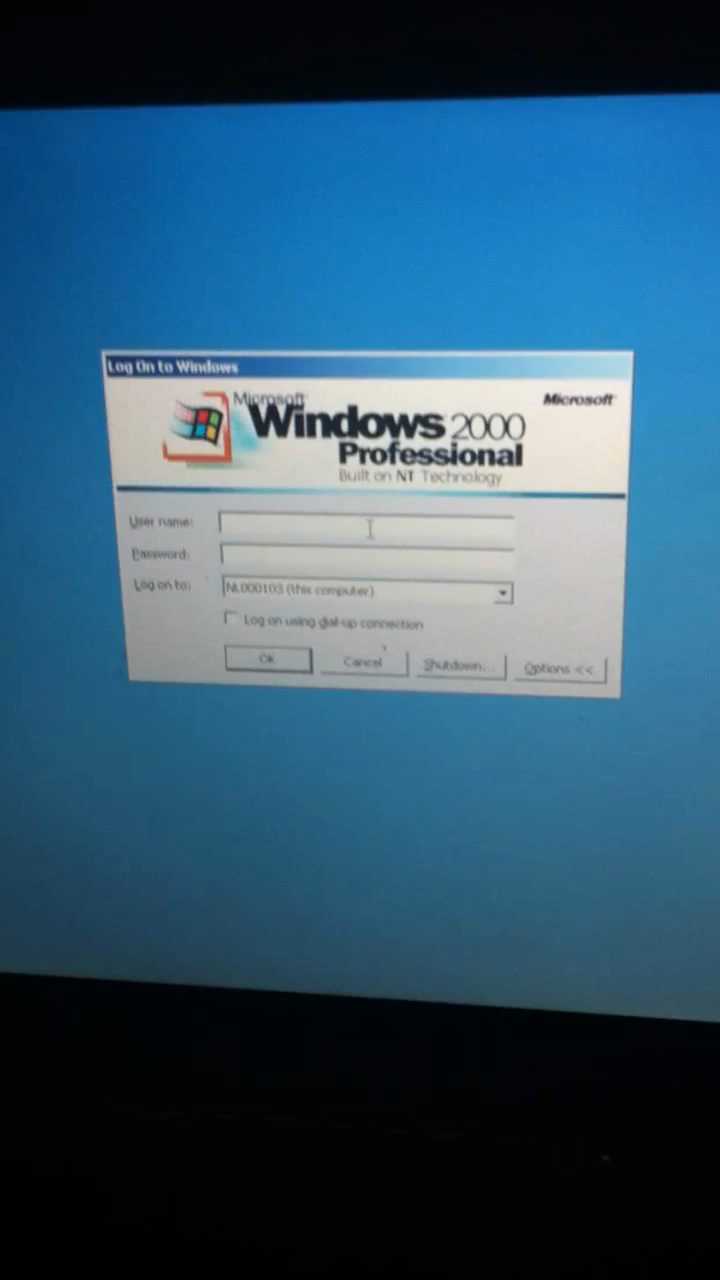 Log On to Windows
Microsoft
Windows 2000
Professional
Built on NT Technology
Microsoft
User name:
Password:
Log on to:
NL000103 (this computer)
Log on using dial-up connection
OK
Cancel
Shutdown...
Options <<